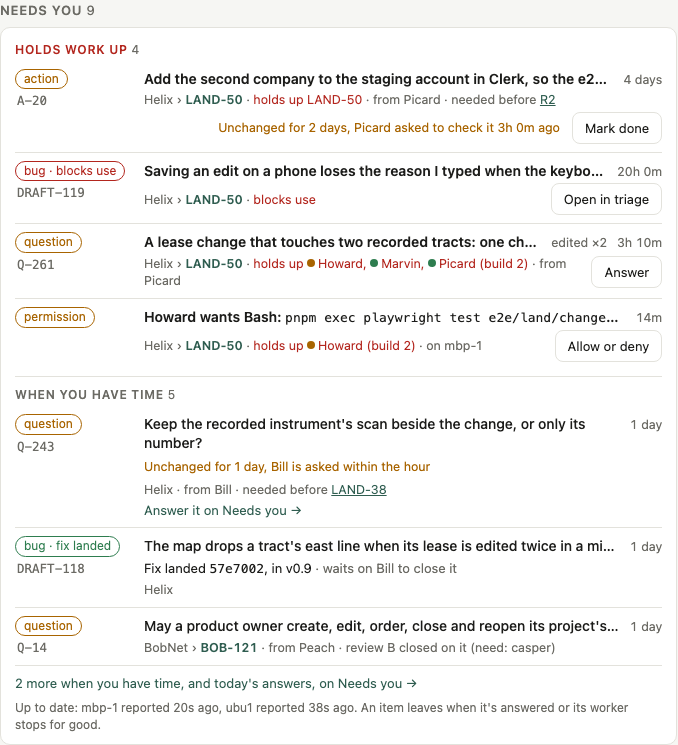 NEEDS YOU 9
HOLDS WORK UP 4
action
A-20
Add the second company to the staging account in Clerk, so the e2...
4 days
Helix › LAND-50 · holds up LAND-50 · from Picard · needed before R2
Unchanged for 2 days, Picard asked to check it 3h 0m ago
Mark done
bug · blocks use
DRAFT-119
Saving an edit on a phone loses the reason I typed when the keybo...
20h 0m
Helix › LAND-50 · blocks use
Open in triage
question
Q-261
A lease change that touches two recorded tracts: one ch...
edited ×2 3h 10m
Helix › LAND-50 · holds up Howard, Marvin, Picard (build 2) · from
Picard
Answer
permission
Howard wants Bash: pnpm exec playwright test e2e/land/change...
14m
Helix › LAND-50 · holds up Howard (build 2) · on mbp-1
Allow or deny
WHEN YOU HAVE TIME 5
question
Q-243
Keep the recorded instrument's scan beside the change, or only its
number?
1 day
Unchanged for 1 day, Bill is asked within the hour
Helix · from Bill · needed before LAND-38
Answer it on Needs you →
bug · fix landed
DRAFT-118
The map drops a tract's east line when its lease is edited twice in a mi...
1 day
Fix landed 57e7002, in v0.9 · waits on Bill to close it
Helix
question
Q-14
May a product owner create, edit, order, close and reopen its project's...
1 day
BobNet › BOB-121 · from Peach · review B closed on it (need: casper)
2 more when you have time, and today's answers, on Needs you →
Up to date: mbp-1 reported 20s ago, ubu1 reported 38s ago. An item leaves when it's answered or its worker
stops for good.